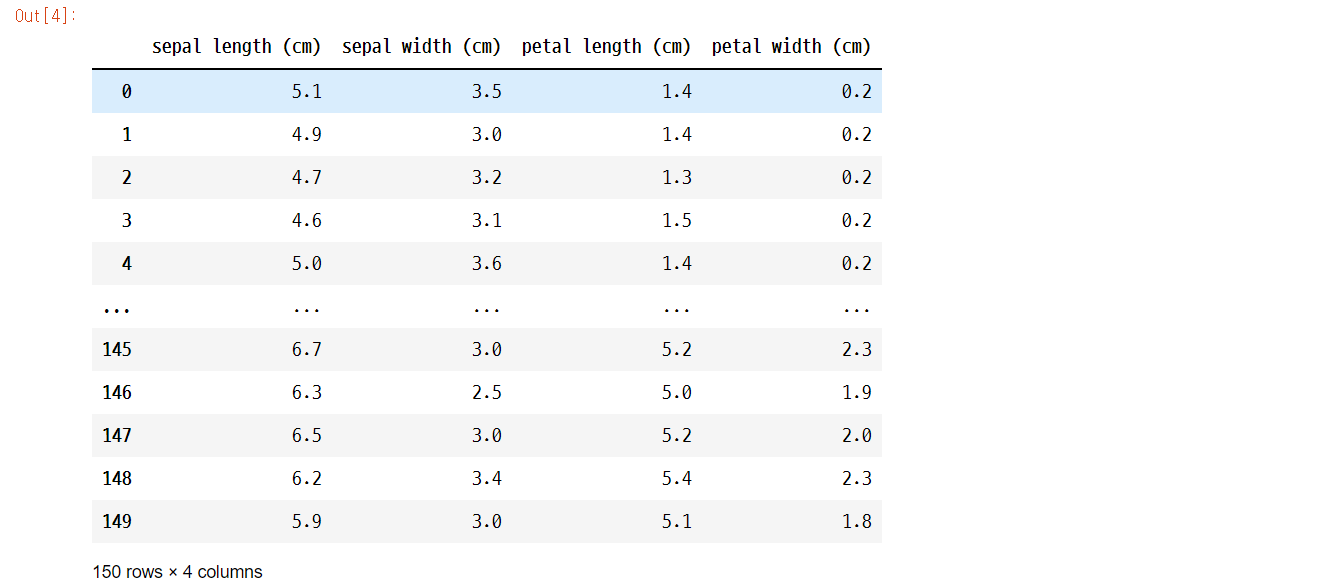 Out[4]:
sepal length (cm) sepal width (cm) petal length (cm) petal width (cm)
0 5.1 3.5 1.4 0.2
1 4.9 3.0 1.4 0.2
2 4.7 3.2 1.3 0.2
3 4.6 3.1 1.5 0.2
4 5.0 3.6 1.4 0.2
... ... ... ... ...
145 6.7 3.0 5.2 2.3
146 6.3 2.5 5.0 1.9
147 6.5 3.0 5.2 2.0
148 6.2 3.4 5.4 2.3
149 5.9 3.0 5.1 1.8
150 rows × 4 columns